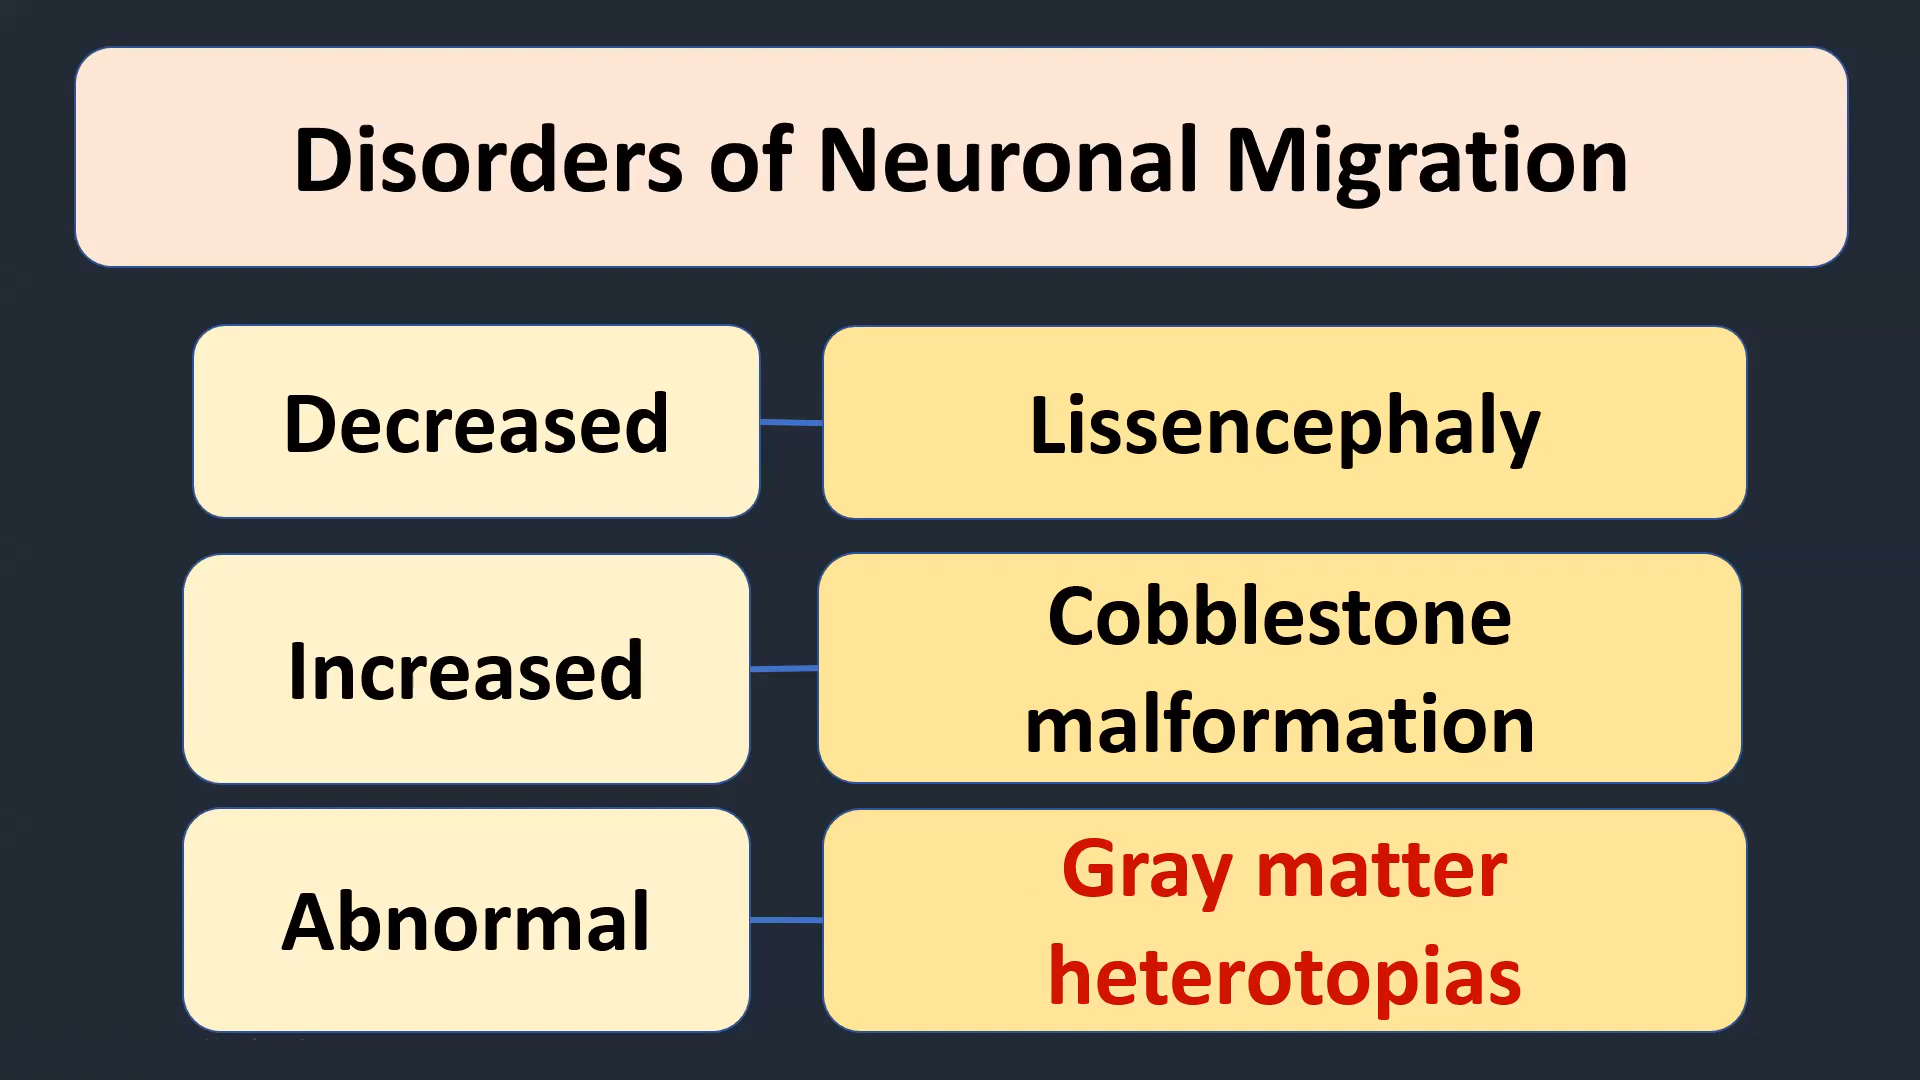 Disorders of Neuronal Migration
Decreased
Lissencephaly
Increased
Cobblestone
malformation
Abnormal
Gray matter
heterotopias